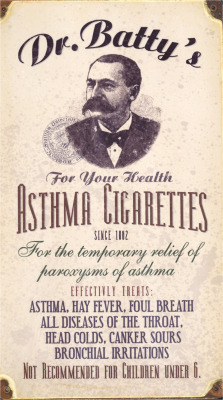 Dr. Batty's
For Your Health
ASTHMA CIGARETTES
SINCE 1882
For the temporary relief of
paroxysms of asthma
EFFECTIVLY TREATS:
ASTHMA, HAY FEVER, FOUL BREATH
ALL DISEASES OF THE THROAT,
HEAD COLDS, CANKER SOURS
BRONCHIAL IRRITATIONS
NOT RECOMMENDED FOR CHILDREN UNDER 6.